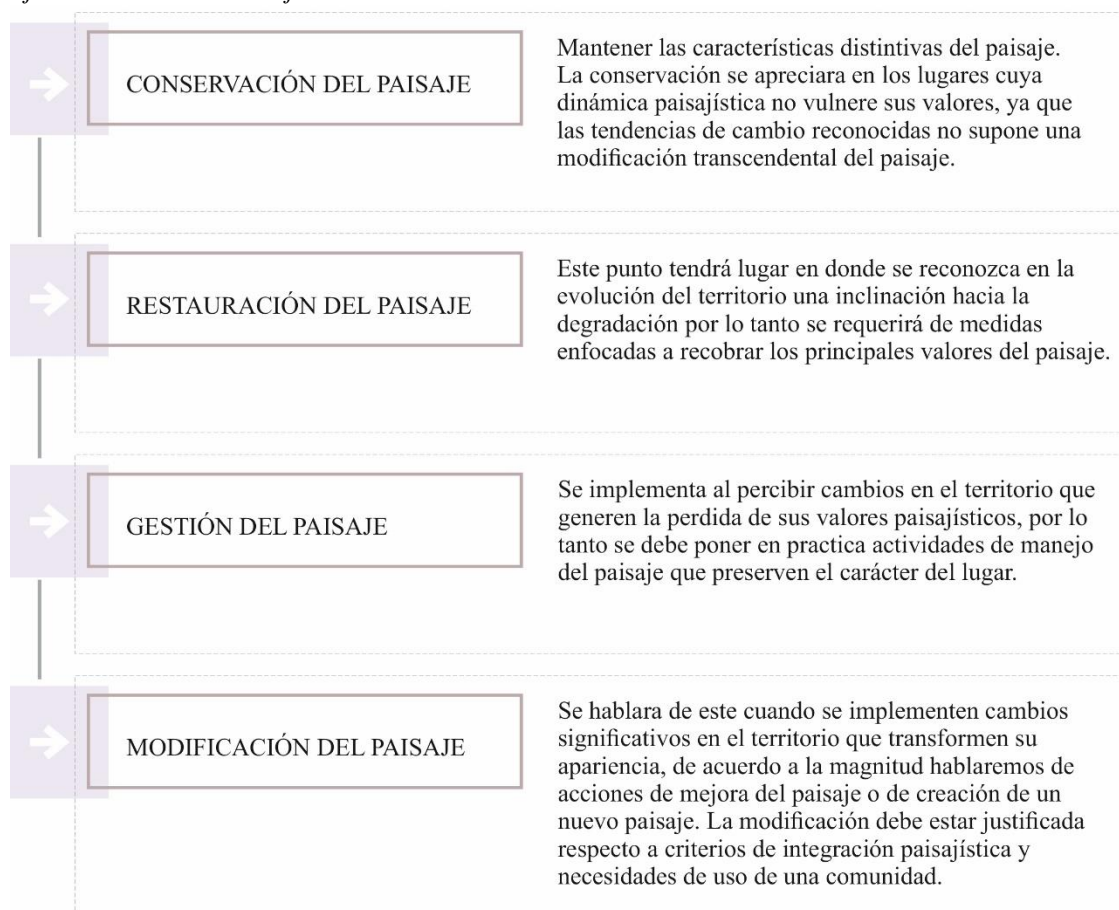 CONSERVACIÓN DEL PAISAJE
Mantener las características distintivas del paisaje.
La conservación se apreciara en los lugares cuya
dinámica paisajística no vulnere sus valores, ya que
las tendencias de cambio reconocidas no supone una
modificación transcendental del paisaje.
RESTAURACIÓN DEL PAISAJE
Este punto tendrá lugar en donde se reconozca en la
evolución del territorio una inclinación hacia la
degradación por lo tanto se requerirá de medidas
enfocadas a recobrar los principales valores del paisaje.
GESTIÓN DEL PAISAJE
Se implementa al percibir cambios en el territorio que
generen la perdida de sus valores paisajísticos, por lo
tanto se debe poner en practica actividades de manejo
del paisaje que preserven el carácter del lugar.
MODIFICACIÓN DEL PAISAJE
Se hablara de este cuando se implementen cambios
significativos en el territorio que transformen su
apariencia, de acuerdo a la magnitud hablaremos de
acciones de mejora del paisaje o de creación de un
nuevo paisaje. La modificación debe estar justificada
respecto a criterios de integración paisajística y
necesidades de uso de una comunidad.